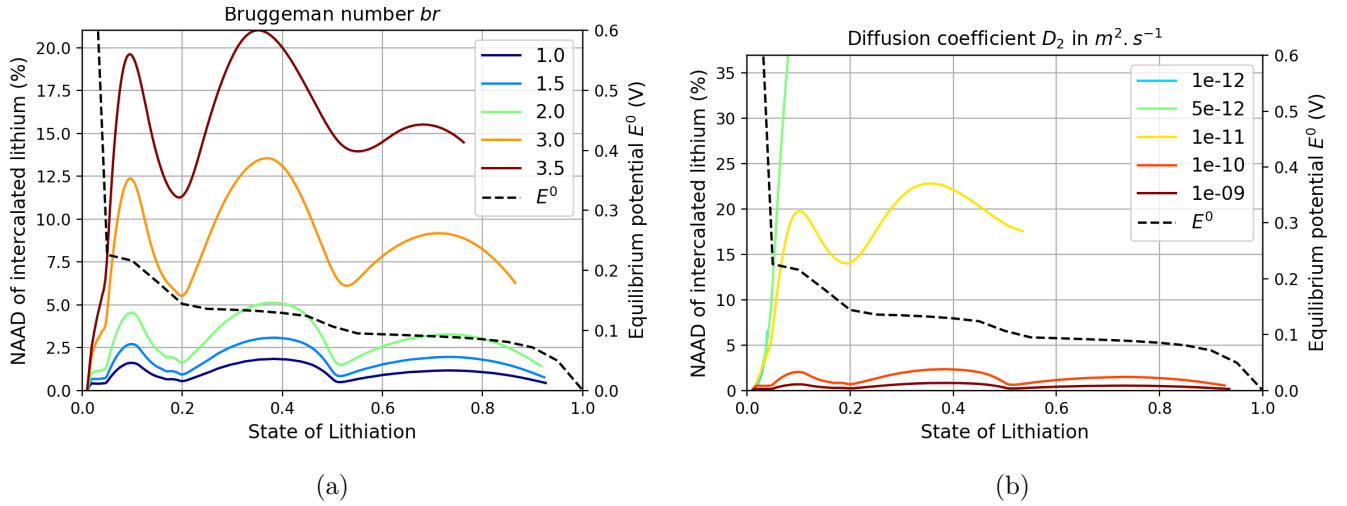 Bruggeman number br
NAAD of intercalated lithium (%)
20.0
17.5
15.0
12.5
10.0
7.5
5.0
2.5
0.0
1.0
1.5
2.0
3.0
3.5
E⁰
0.6
0.5
0.4
0.3
0.2
0.1
0.0
Equilibrium potential E⁰ (V)
0.0 0.2 0.4 0.6 0.8 1.0
State of Lithiation
(a)
Diffusion coefficient D₂ in m².s⁻¹
NAAD of intercalated lithium (%)
35
30
25
20
15
10
5
0
1e-12
5e-12
1e-11
1e-10
1e-09
E⁰
0.6
0.5
0.4
0.3
0.2
0.1
0.0
Equilibrium potential E⁰ (V)
0.0 0.2 0.4 0.6 0.8 1.0
State of Lithiation
(b)